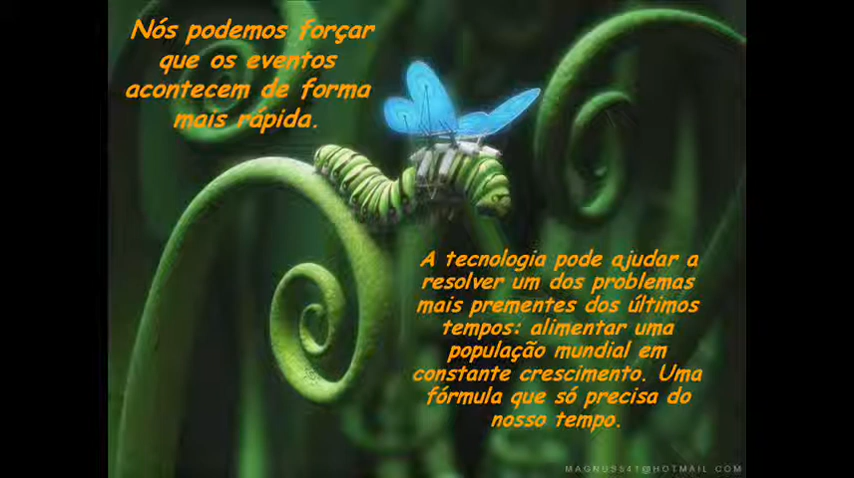 Nós podemos forçar
que os eventos
acontecem de forma
mais rápida.
A tecnologia pode ajudar a
resolver um dos problemas
mais prementes dos últimos
tempos: alimentar uma
população mundial em
constante crescimento. Uma
fórmula que só precisa do
nosso tempo.
MAGNUS541@HOTMAIL.COM